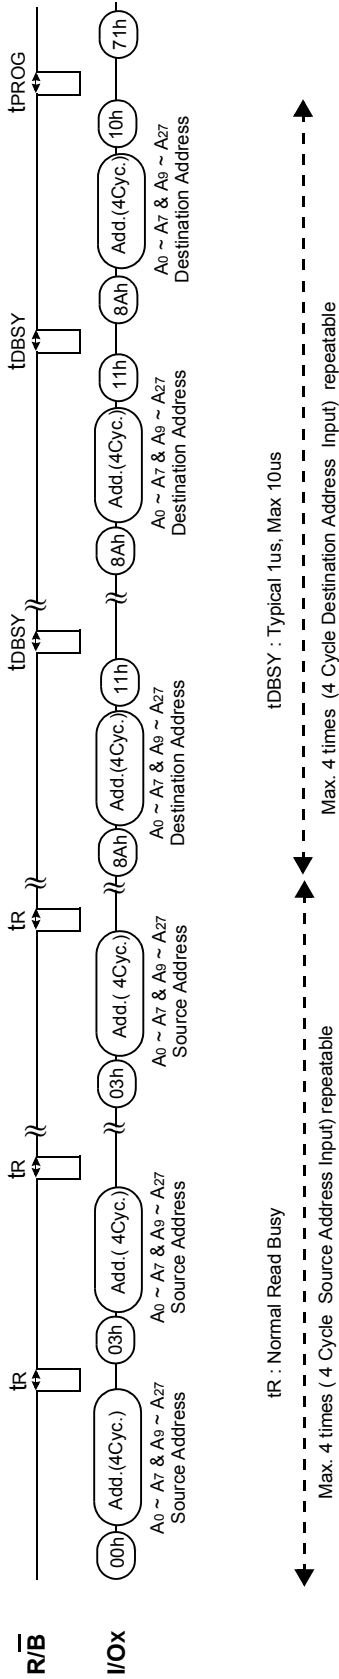 tR tR tR tDBSY tDBSY tPROG
R/B
I/Ox 00h Add.(4Cyc.) 03h Add.( 4Cyc.) 03h Add.( 4Cyc.) 8Ah Add.(4Cyc.) 11h 8Ah Add.(4Cyc.) 11h 8Ah Add.(4Cyc.) 10h 71h
A0 ~ A7 & A9 ~ A27 A0 ~ A7 & A9 ~ A27 A0 ~ A7 & A9 ~ A27 A0 ~ A7 & A9 ~ A27 A0 ~ A7 & A9 ~ A27 A0 ~ A7 & A9 ~ A27
Source Address Source Address Source Address Destination Address Destination Address Destination Address
tR : Normal Read Busy tDBSY : Typical 1us, Max 10us
Max. 4 times ( 4 Cycle Source Address Input) repeatable Max. 4 times (4 Cycle Destination Address Input) repeatable